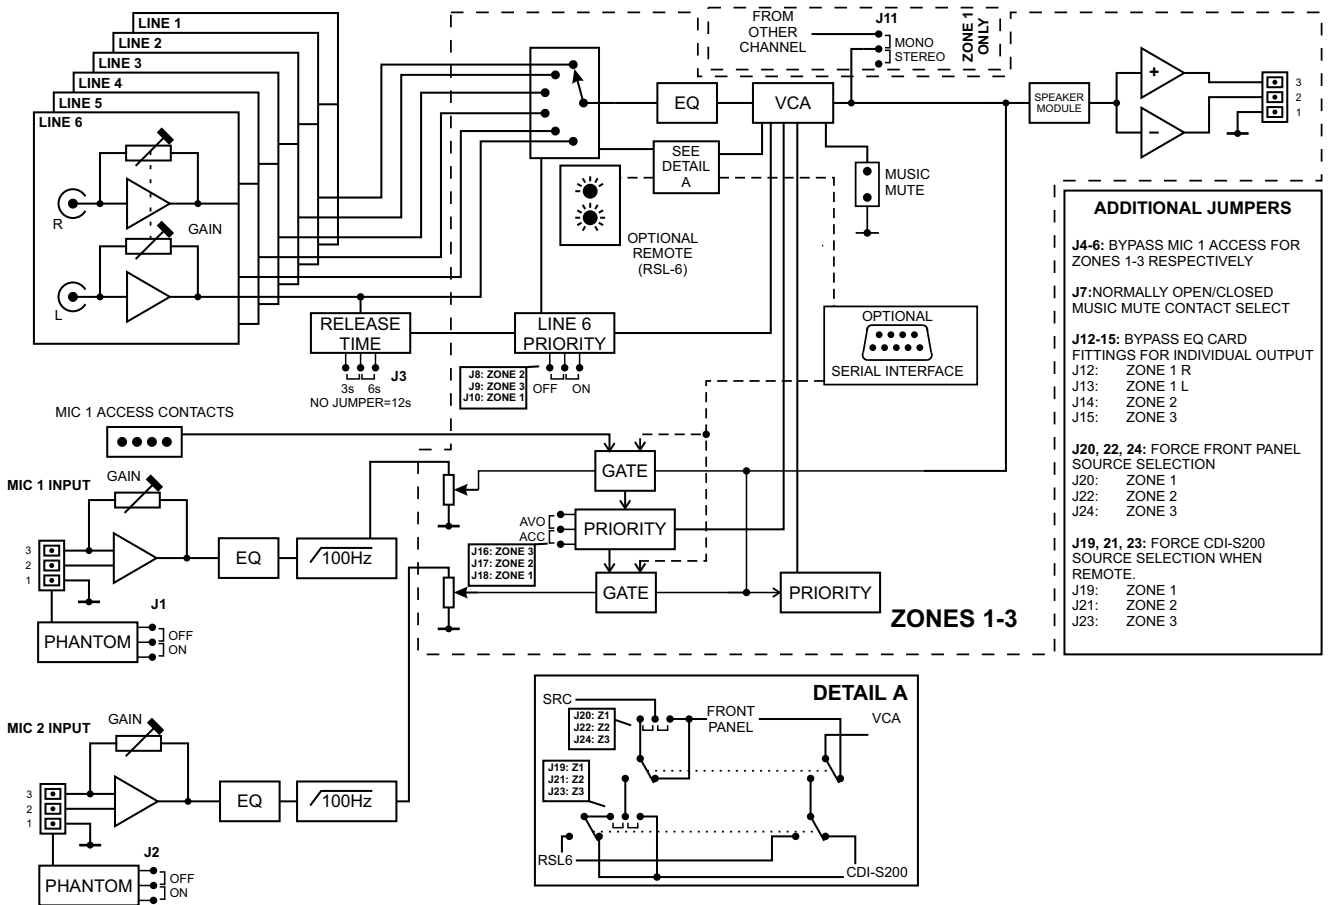 LINE 1
LINE 2
LINE 3
LINE 4
LINE 5
LINE 6
R
GAIN
L
FROM
OTHER
CHANNEL
J11
MONO
STEREO
ZONE 1
ONLY
EQ
VCA
SPEAKER
MODULE
+
−
3
2
1
SEE
DETAIL
A
MUSIC
MUTE
OPTIONAL
REMOTE
(RSL-6)
RELEASE
TIME
J3
3s 6s
NO JUMPER=12s
LINE 6
PRIORITY
J8: ZONE 2
J9: ZONE 3
J10: ZONE 1
OFF ON
OPTIONAL
SERIAL INTERFACE
ADDITIONAL JUMPERS
J4-6: BYPASS MIC 1 ACCESS FOR
ZONES 1-3 RESPECTIVELY
J7:NORMALLY OPEN/CLOSED
MUSIC MUTE CONTACT SELECT
J12-15: BYPASS EQ CARD
FITTINGS FOR INDIVIDUAL OUTPUT
J12: ZONE 1 R
J13: ZONE 1 L
J14: ZONE 2
J15: ZONE 3
J20, 22, 24: FORCE FRONT PANEL
SOURCE SELECTION
J20: ZONE 1
J22: ZONE 2
J24: ZONE 3
J19, 21, 23: FORCE CDI-S200
SOURCE SELECTION WHEN
REMOTE.
J19: ZONE 1
J21: ZONE 2
J23: ZONE 3
MIC 1 ACCESS CONTACTS
MIC 1 INPUT
GAIN
3
2
1
EQ
100Hz
J1
PHANTOM
OFF
ON
GATE
AVO
ACC
PRIORITY
J16: ZONE 3
J17: ZONE 2
J18: ZONE 1
GATE
PRIORITY
ZONES 1-3
MIC 2 INPUT
GAIN
3
2
1
EQ
100Hz
J2
PHANTOM
OFF
ON
DETAIL A
SRC
J20: Z1
J22: Z2
J24: Z3
FRONT
PANEL
VCA
J19: Z1
J21: Z2
J23: Z3
RSL6
CDI-S200